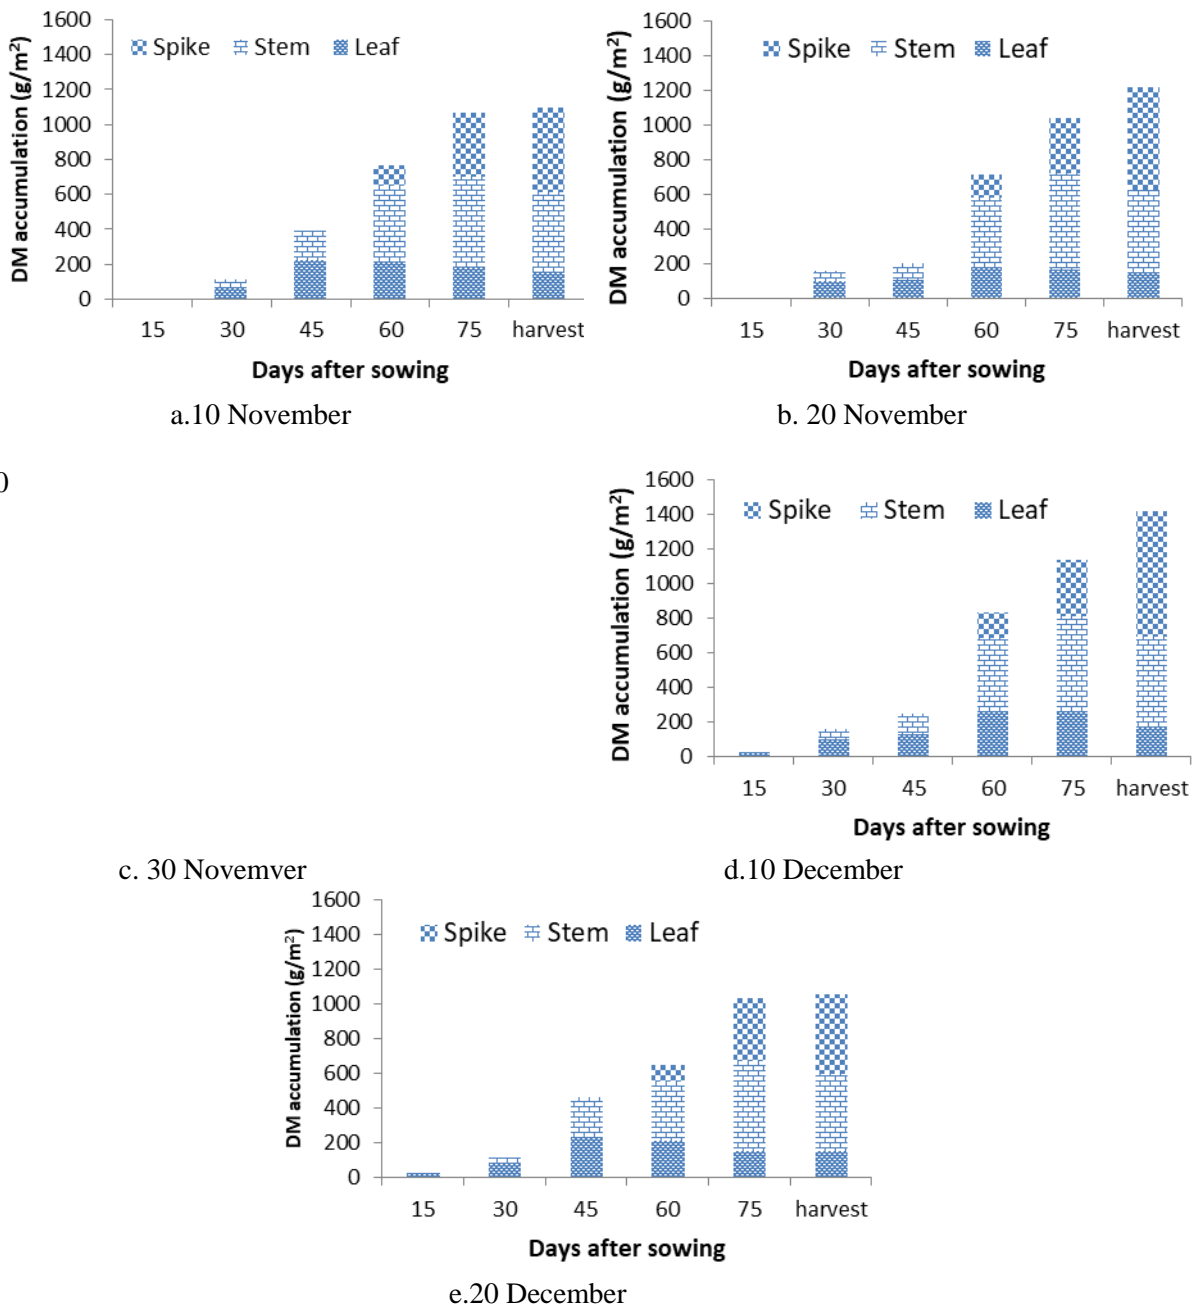 1600
1400
1200
1000
800
600
400
200
0
DM accumulation (g/m²)
Spike Stem Leaf
15 30 45 60 75 harvest
Days after sowing
a.10 November
1600
1400
1200
1000
800
600
400
200
0
DM accumulation (g/m²)
Spike Stem Leaf
15 30 45 60 75 harvest
Days after sowing
b. 20 November
0
1600
1400
1200
1000
800
600
400
200
0
DM accumulation (g/m²)
Spike Stem Leaf
15 30 45 60 75 harvest
Days after sowing
c. 30 Novemver
d.10 December
1600
1400
1200
1000
800
600
400
200
0
DM accumulation (g/m²)
Spike Stem Leaf
15 30 45 60 75 harvest
Days after sowing
e.20 December